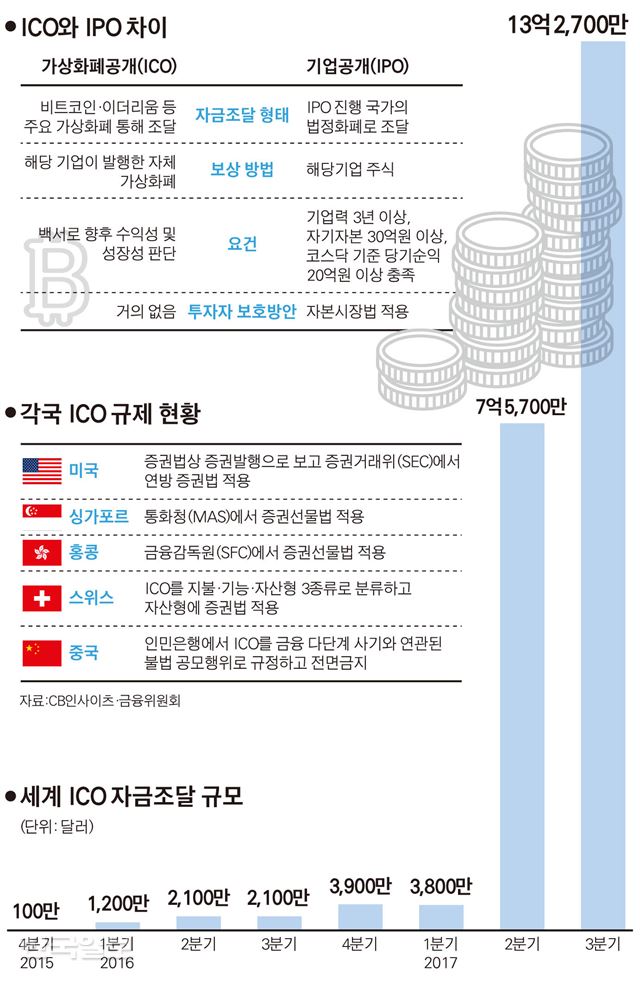 ●ICO와 IPO 차이
가상화폐공개(ICO)
기업공개(IPO)
비트코인·이더리움 등
주요 가상화폐 통해 조달
자금조달 형태
IPO 진행 국가의
법정화폐로 조달
해당 기업이 발행한 자체
가상화폐
보상 방법
해당기업 주식
백서로 향후 수익성 및
성장성 판단
요건
기업력 3년 이상,
자기자본 30억원 이상,
코스닥 기준 당기순익
20억원 이상 충족
거의 없음
투자자 보호방안
자본시장법 적용
●각국 ICO 규제 현황
미국
증권법상 증권발행으로 보고 증권거래위(SEC)에서
연방 증권법 적용
싱가포르
통화청(MAS)에서 증권선물법 적용
홍콩
금융감독원(SFC)에서 증권선물법 적용
스위스
ICO를 지불·기능·자산형 3종류로 분류하고
자산형에 증권법 적용
중국
인민은행에서 ICO를 금융 다단계 사기와 연관된
불법 공모행위로 규정하고 전면금지
자료:CB인사이츠·금융위원회
●세계 ICO 자금조달 규모
(단위:달러)
100만
1,200만
2,100만
2,100만
3,900만
3,800만
7억 5,700만
13억 2,700만
4분기
1분기
2분기
3분기
4분기
1분기
2분기
3분기
2015
2016
2017